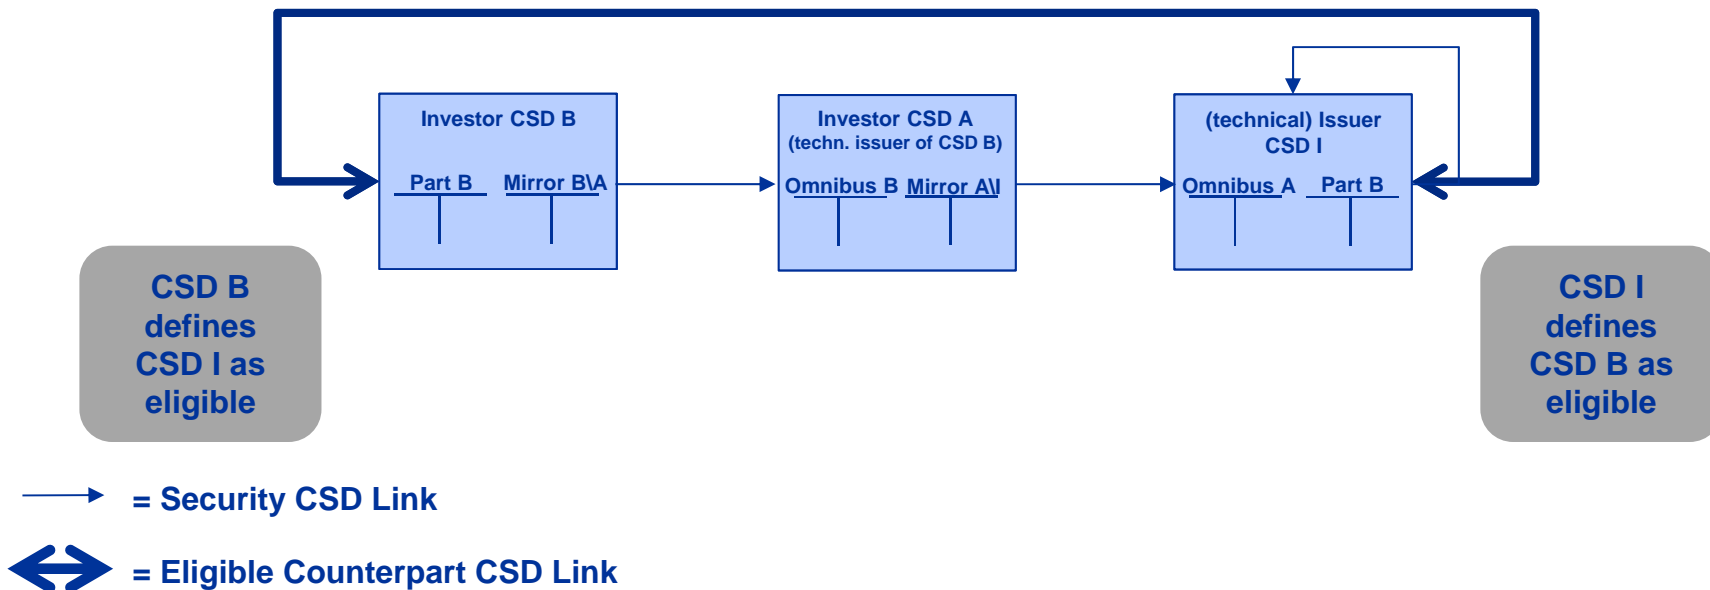 Investor CSD B
Part B Mirror B\A
Investor CSD A
(techn. issuer of CSD B)
Omnibus B Mirror A\I
(technical) Issuer
CSD I
Omnibus A Part B
CSD B
defines
CSD I as
eligible
CSD I
defines
CSD B as
eligible
= Security CSD Link
= Eligible Counterpart CSD Link